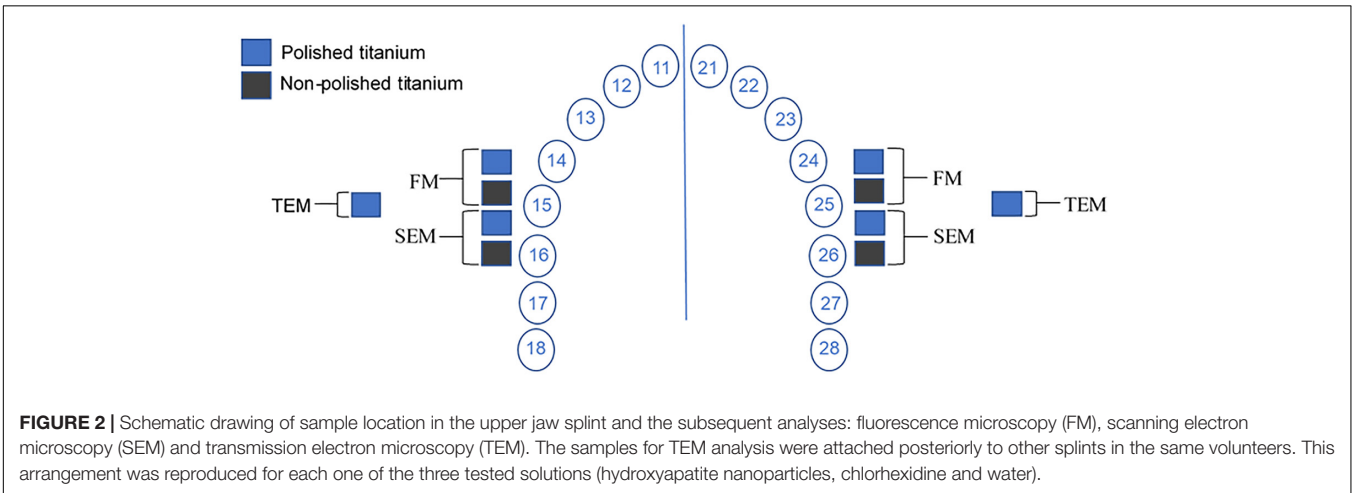 Polished titanium
Non-polished titanium
11 21
12 22
13 23
14 24
FM FM
15 25
TEM TEM
SEM SEM
16 26
17 27
18 28
FIGURE 2 | Schematic drawing of sample location in the upper jaw splint and the subsequent analyses: fluorescence microscopy (FM), scanning electron
microscopy (SEM) and transmission electron microscopy (TEM). The samples for TEM analysis were attached posteriorly to other splints in the same volunteers. This
arrangement was reproduced for each one of the three tested solutions (hydroxyapatite nanoparticles, chlorhexidine and water).